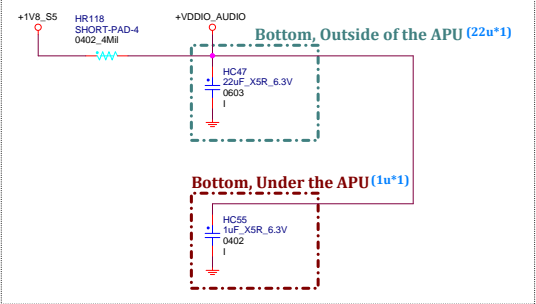 +1V8_S5
HR118
SHORT-PAD-4
0402_4Mil
+VDDIO_AUDIO
Bottom, Outside of the APU (22u*1)
HC47
22uF_X5R_6.3V
0603
I
Bottom, Under the APU (1u*1)
HC55
1uF_X5R_6.3V
0402
I